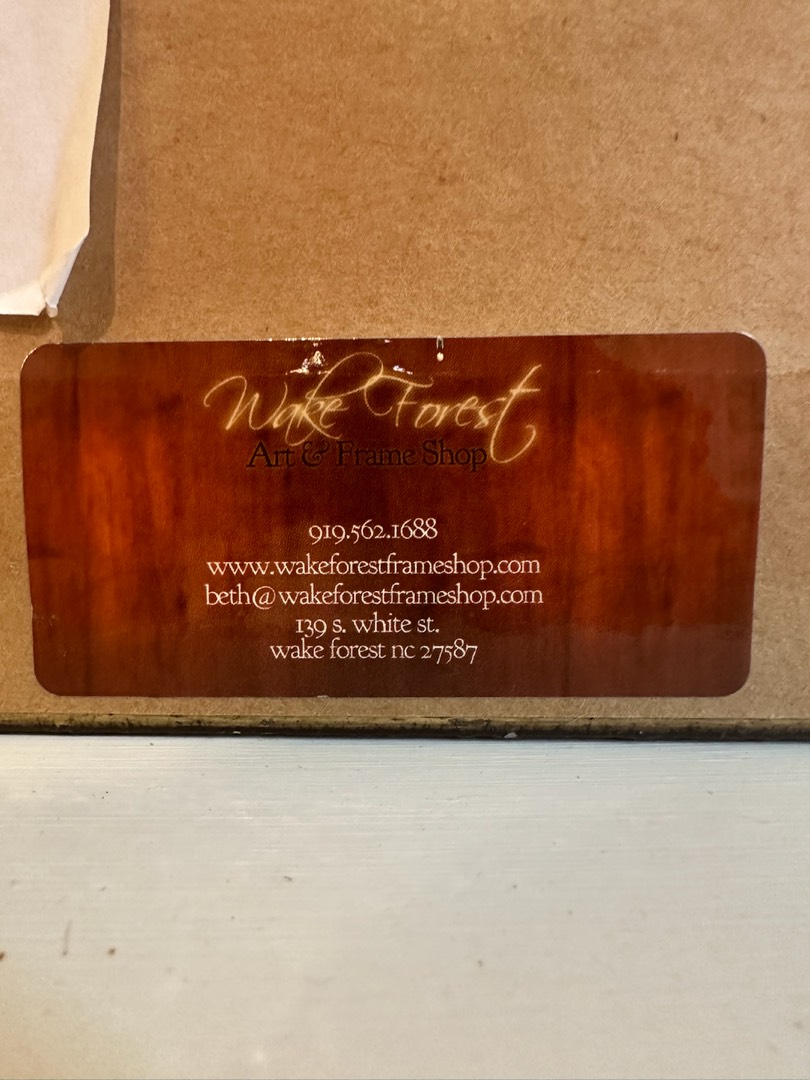 Wake Forest
Art & Frame Shop
919.562.1688
www.wakeforestframeshop.com
beth@wakeforestframeshop.com
139 s. white st.
wake forest nc 27587